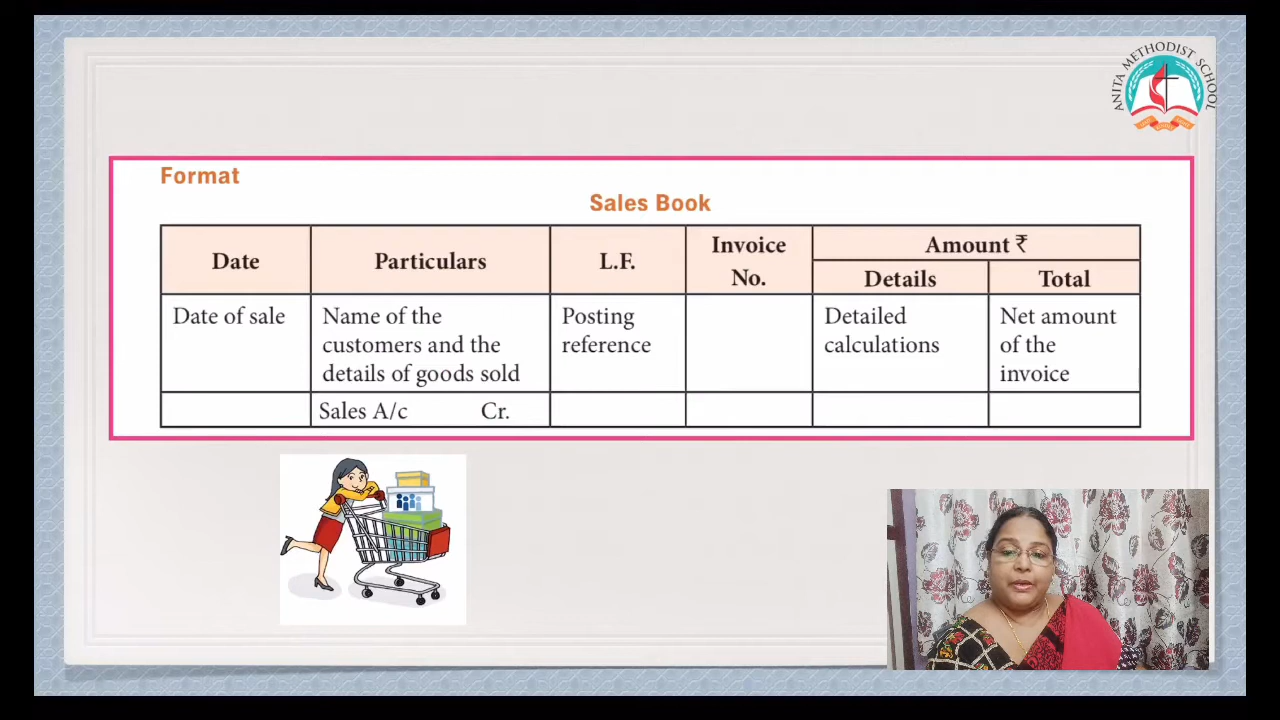 ANITA METHODIST SCHOOL
Format
Sales Book
Date
Particulars
L.F.
Invoice
No.
Amount ₹
Details
Total
Date of sale
Name of the
customers and the
details of goods sold
Posting
reference
Detailed
calculations
Net amount
of the
invoice
Sales A/c Cr.